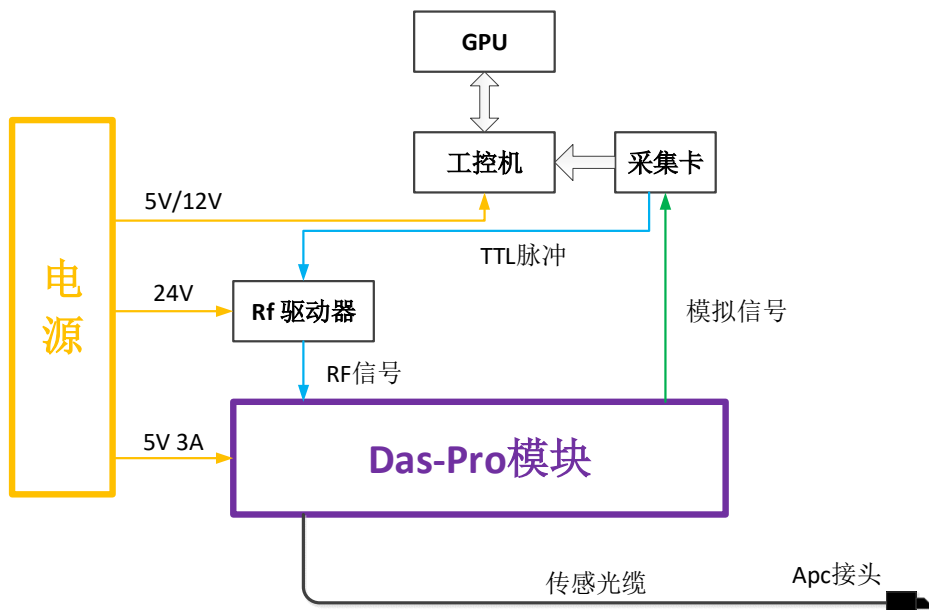 GPU
工控机
采集卡
5V/12V
TTL脉冲
电
源
24V
Rf 驱动器
模拟信号
RF信号
5V 3A
Das-Pro模块
传感光缆
Apc接头